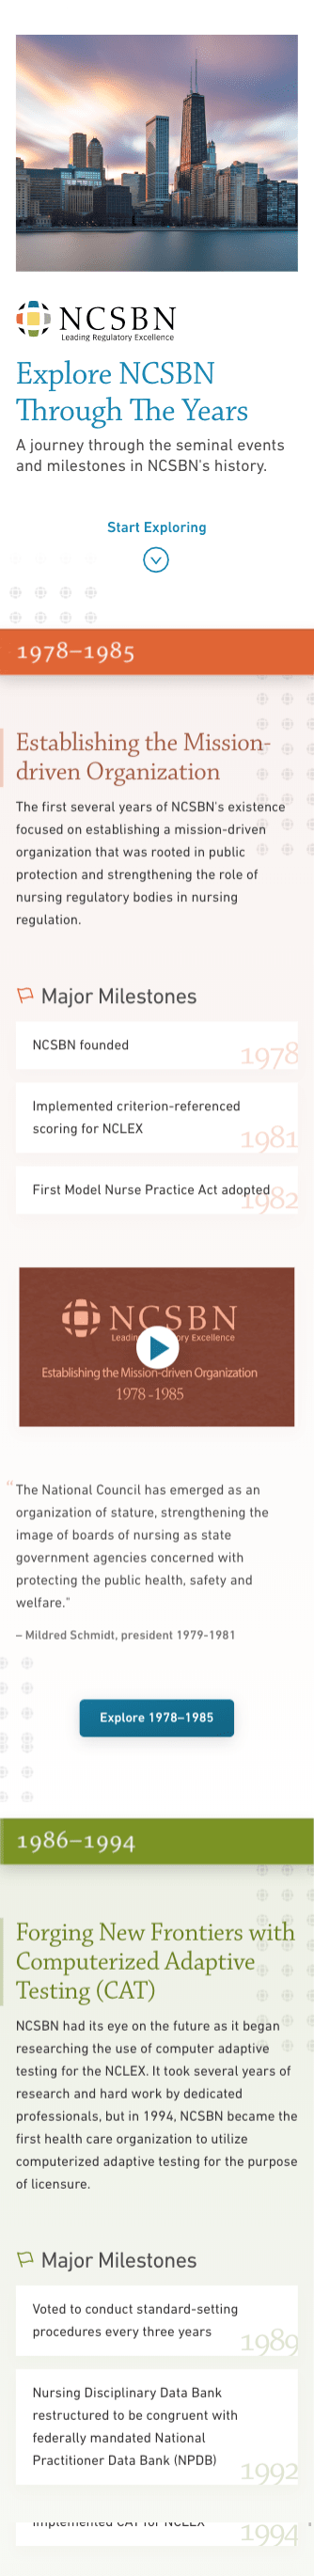 NCSBN
Leading Regulatory Excellence
Explore NCSBN
Through The Years
A journey through the seminal events
and milestones in NCSBN's history.
Start Exploring
1978–1985
Establishing the Mission-
driven Organization
The first several years of NCSBN's existence
focused on establishing a mission-driven
organization that was rooted in public
protection and strengthening the role of
nursing regulatory bodies in nursing
regulation.
Major Milestones
NCSBN founded
1978
Implemented criterion-referenced
scoring for NCLEX
1981
First Model Nurse Practice Act adopted
1982
NCSBN
Leading Regulatory Excellence
Establishing the Mission-driven Organization
1978 -1985
“The National Council has emerged as an
organization of stature, strengthening the
image of boards of nursing as state
government agencies concerned with
protecting the public health, safety and
welfare."
– Mildred Schmidt, president 1979-1981
Explore 1978–1985
1986–1994
Forging New Frontiers with
Computerized Adaptive
Testing (CAT)
NCSBN had its eye on the future as it began
researching the use of computer adaptive
testing for the NCLEX. It took several years of
research and hard work by dedicated
professionals, but in 1994, NCSBN became the
first health care organization to utilize
computerized adaptive testing for the purpose
of licensure.
Major Milestones
Voted to conduct standard-setting
procedures every three years
1989
Nursing Disciplinary Data Bank
restructured to be congruent with
federally mandated National
Practitioner Data Bank (NPDB)
1992
Implemented CAT for NCLEX
1994